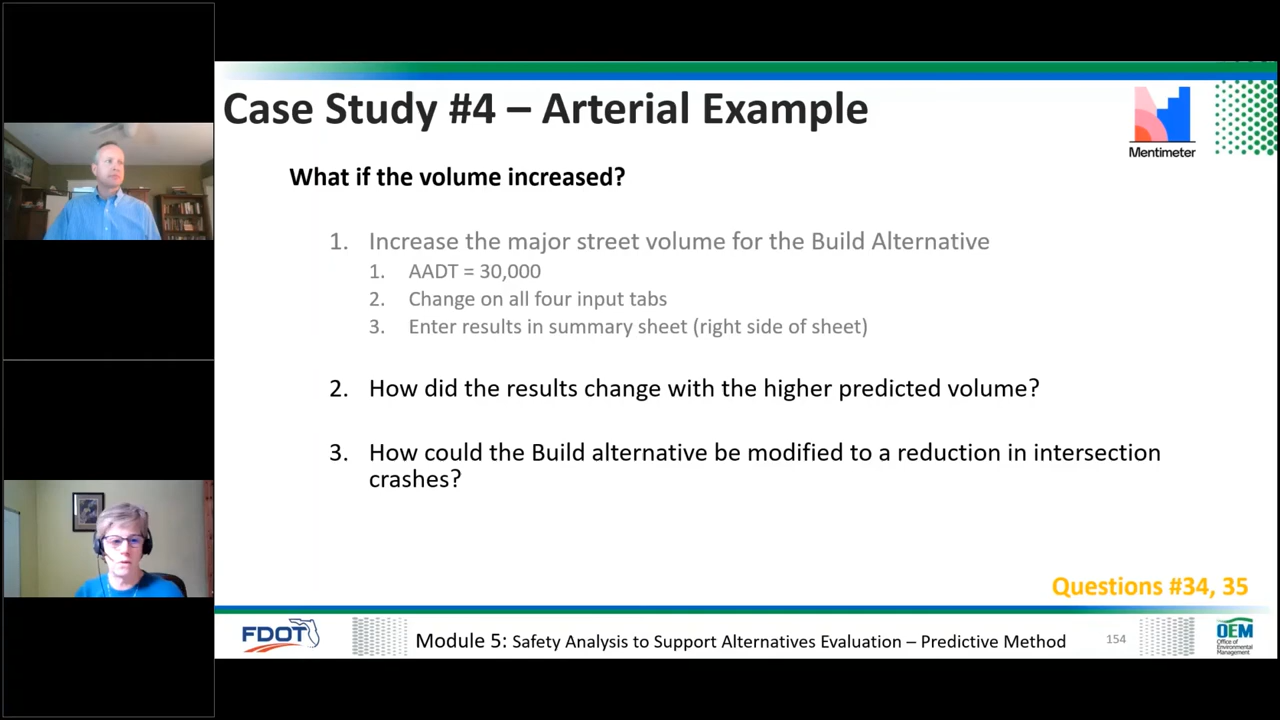 Case Study #4 – Arterial Example
Mentimeter
What if the volume increased?
1. Increase the major street volume for the Build Alternative
1. AADT = 30,000
2. Change on all four input tabs
3. Enter results in summary sheet (right side of sheet)
2. How did the results change with the higher predicted volume?
3. How could the Build alternative be modified to a reduction in intersection
crashes?
Questions #34, 35
FDOT
Module 5: Safety Analysis to Support Alternatives Evaluation – Predictive Method
154
OEM
Office of
Environmental
Management